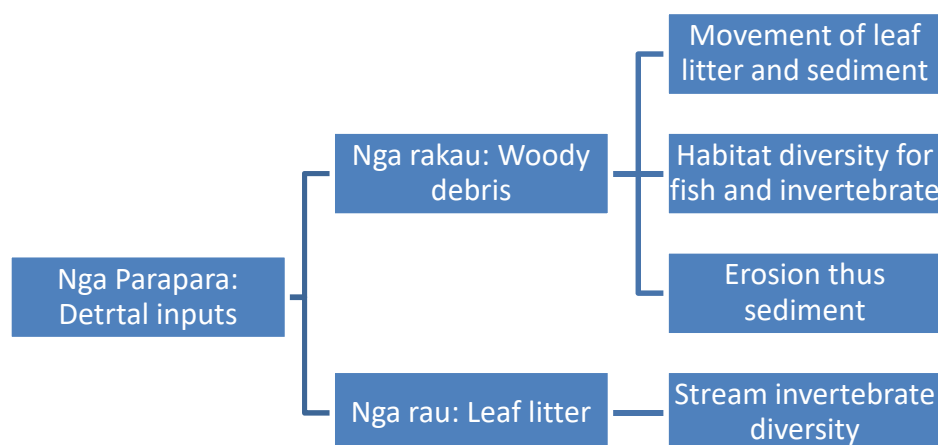 Nga Parapara:
Detrtal inputs
Nga rakau: Woody
debris
Movement of leaf
litter and sediment
Habitat diversity for
fish and invertebrate
Erosion thus
sediment
Nga rau: Leaf litter
Stream invertebrate
diversity